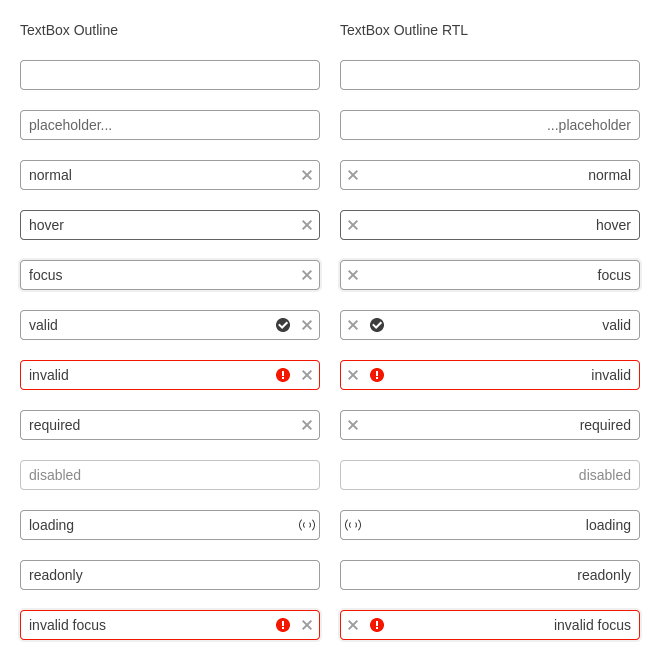 TextBox Outline
TextBox Outline RTL
placeholder...
...placeholder
normal
normal
hover
hover
focus
focus
valid
valid
invalid
invalid
required
required
disabled
disabled
loading
loading
readonly
readonly
invalid focus
invalid focus